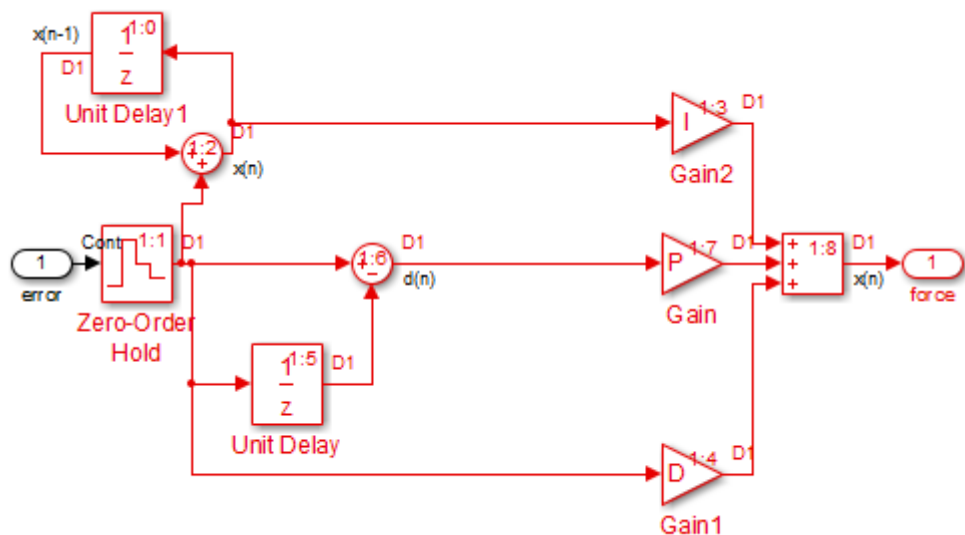 x(n-1)
D1
1:0
1
z
Unit Delay1
1:2
+
+
D1
x(n)
I
1:3
D1
Gain2
1
error
Cont
1:1
D1
Zero-Order
Hold
1:6
+
−
D1
d(n)
P
1:7
D1
Gain
+
+
+
1:8
D1
x(n)
1
force
1:5
1
z
D1
Unit Delay
D
1:4
D1
Gain1